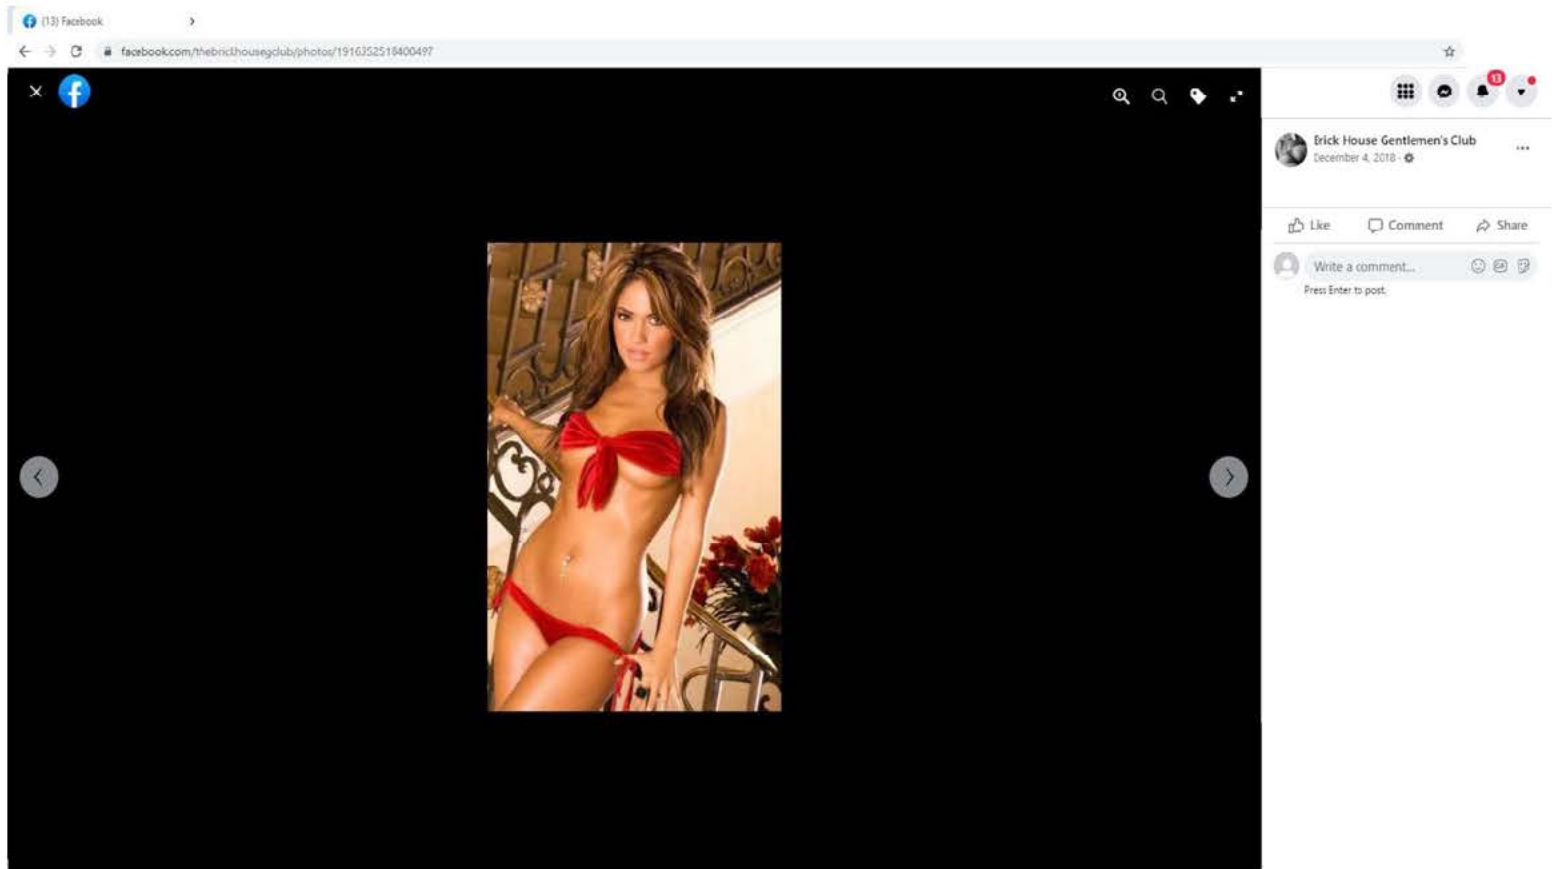 (13) Facebook
facebook.com/thebrickhousegclub/photos/1916352518400497
13
Brick House Gentlemen's Club
December 4, 2018
Like
Comment
Share
Write a comment...
Press Enter to post.